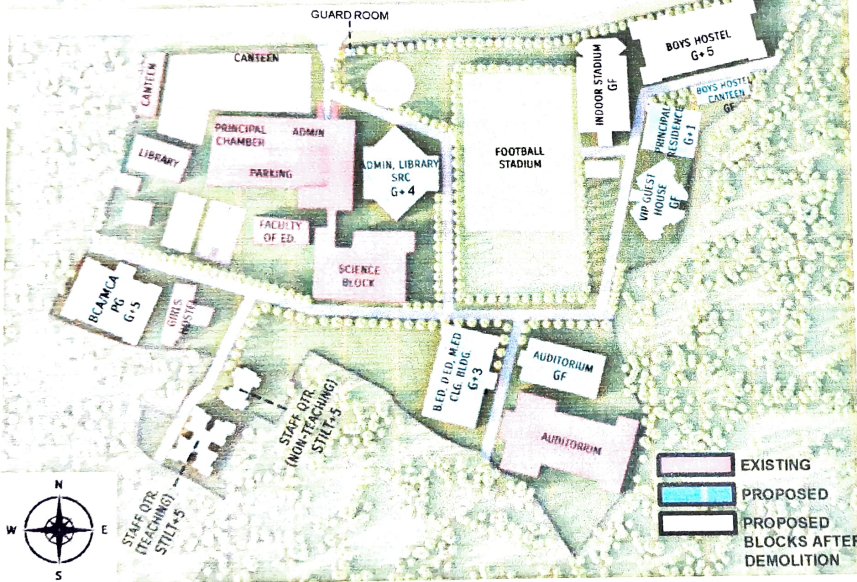 GUARD ROOM
CANTEEN
CANTEEN
PRINCIPAL
CHAMBER
ADMIN
PARKING
LIBRARY
ADMIN, LIBRARY
SRC
G+4
FACULTY
OF ED.
SCIENCE
BLOCK
FOOTBALL
STADIUM
INDOOR STADIUM
GF
BOYS HOSTEL
G+5
BOYS HOSTEL
CANTEEN
GF
PRINCIPAL
RESIDENCE
G+1
VIP GUEST
HOUSE
GF
BCA/MCA
PG
G+5
GIRLS
HOSTEL
B.ED, D.ED, M.ED
CLG. BLDG.
G+3
AUDITORIUM
GF
AUDITORIUM
STAFF QTR.
(NON-TEACHING)
STILT+5
STAFF QTR.
(TEACHING)
STILT+5
N
W
E
S
EXISTING
PROPOSED
PROPOSED
BLOCKS AFTER
DEMOLITION